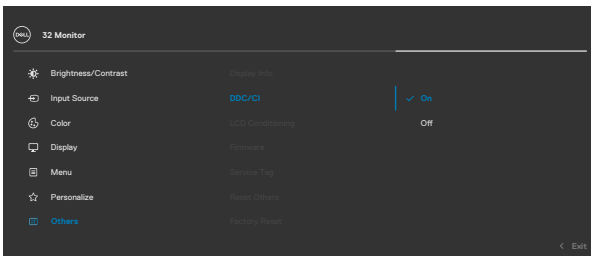 DELL
32 Monitor
Brightness/Contrast
Display Info
Input Source
DDC/CI
On
Color
LCD Conditioning
Off
Display
Firmware
Menu
Service Tag
Personalize
Reset Others
Others
Factory Reset
Exit